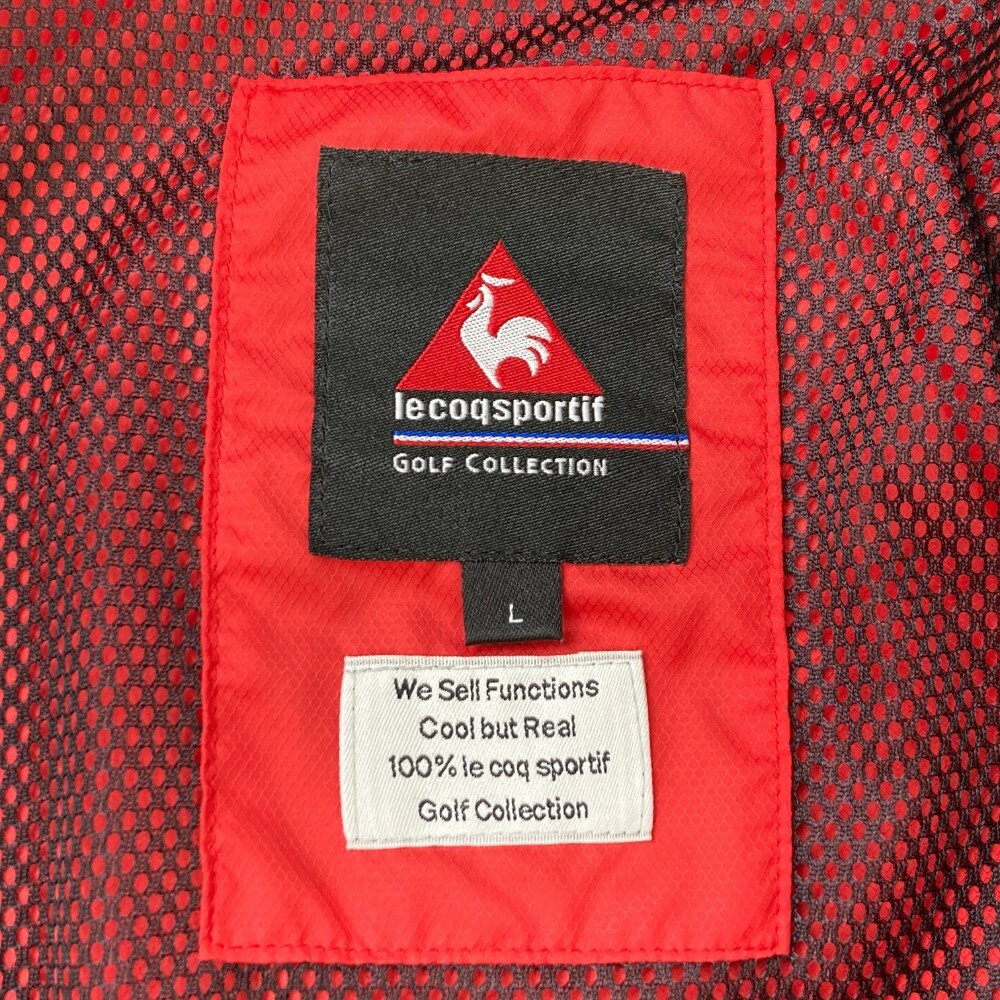 lecoqsportif
GOLF COLLECTION
L
We Sell Functions
Cool but Real
100% le coq sportif
Golf Collection